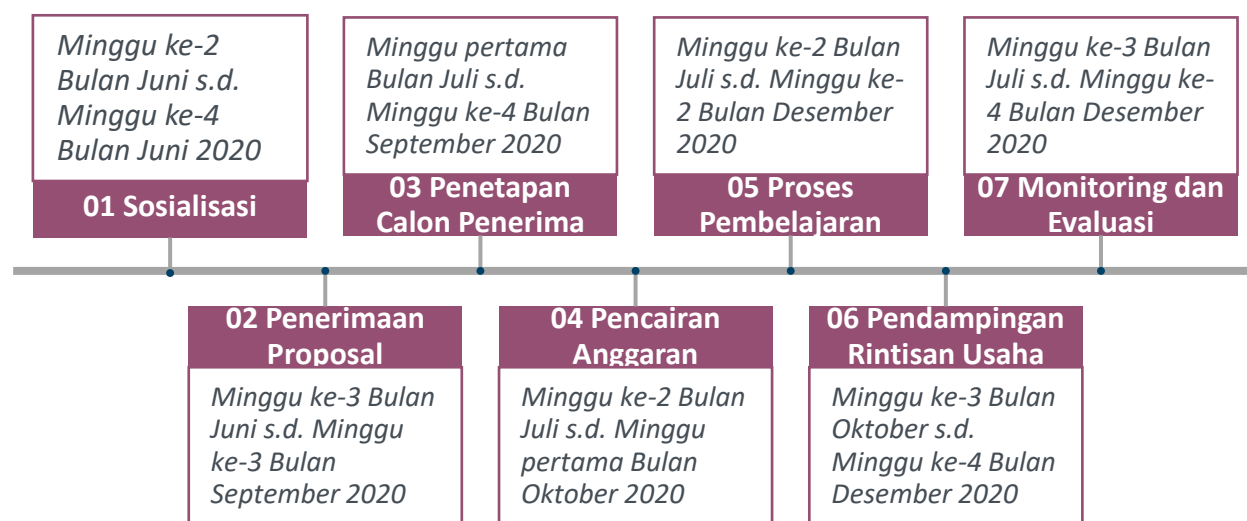 Minggu ke-2
Bulan Juni s.d.
Minggu ke-4
Bulan Juni 2020
01 Sosialisasi
02 Penerimaan
Proposal
Minggu ke-3 Bulan
Juni s.d. Minggu
ke-3 Bulan
September 2020
Minggu pertama
Bulan Juli s.d.
Minggu ke-4 Bulan
September 2020
03 Penetapan
Calon Penerima
04 Pencairan
Anggaran
Minggu ke-2 Bulan
Juli s.d. Minggu
pertama Bulan
Oktober 2020
Minggu ke-2 Bulan
Juli s.d. Minggu ke-
2 Bulan Desember
2020
05 Proses
Pembelajaran
06 Pendampingan
Rintisan Usaha
Minggu ke-3 Bulan
Oktober s.d.
Minggu ke-4 Bulan
Desember 2020
Minggu ke-3 Bulan
Juli s.d. Minggu ke-
4 Bulan Desember
2020
07 Monitoring dan
Evaluasi